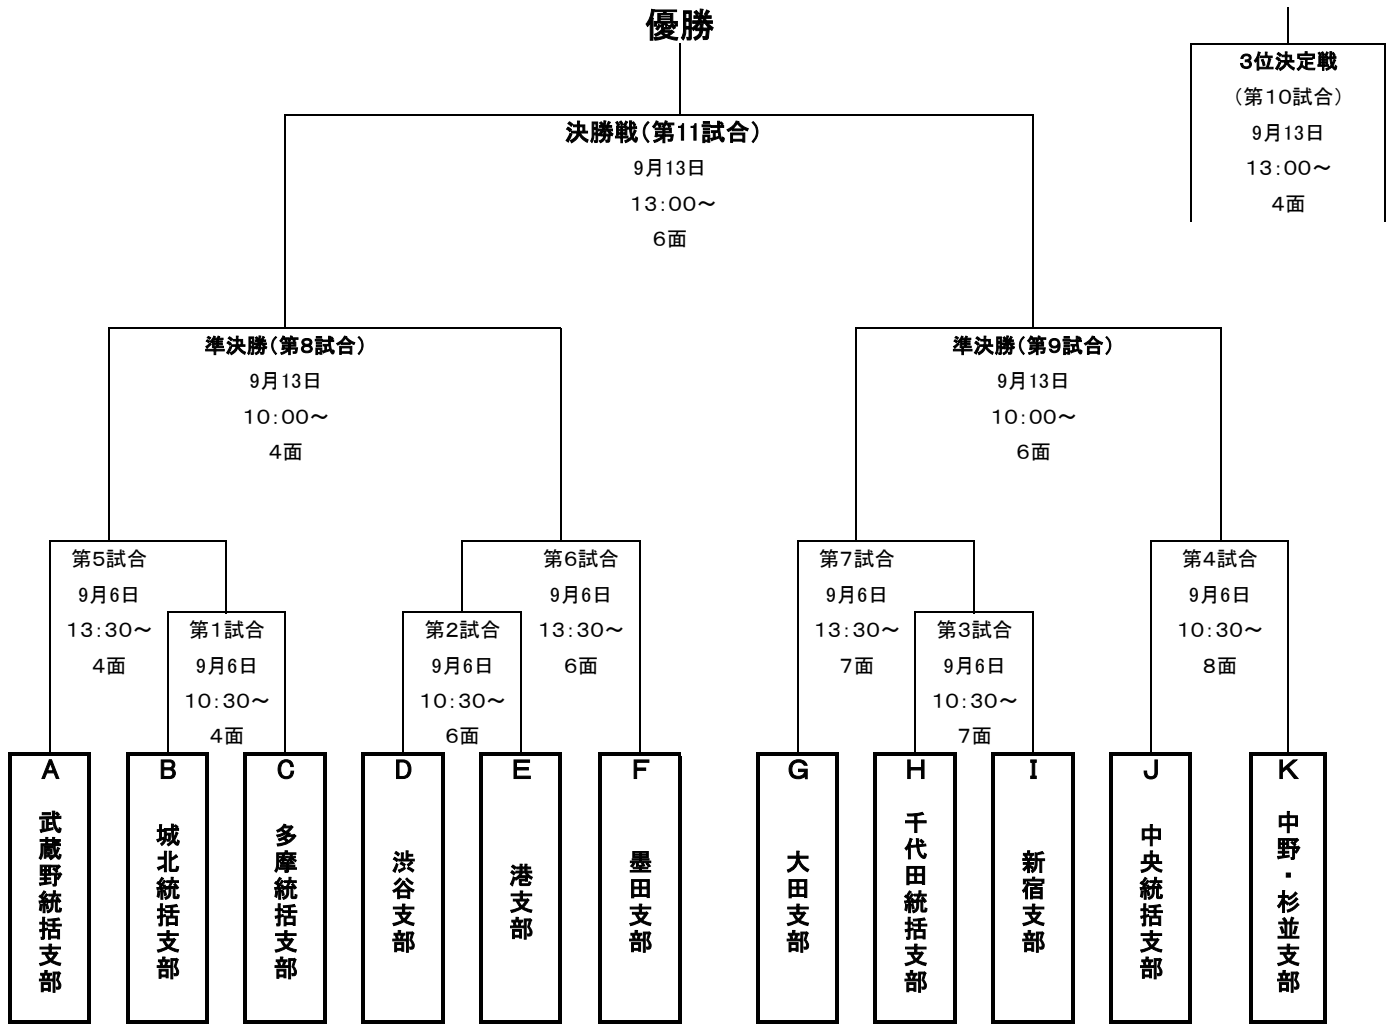 優勝
3位決定戦
（第10試合）
9月13日
13：00～
4面
決勝戦（第11試合）
9月13日
13：00～
6面
準決勝（第8試合）
9月13日
10：00～
4面
準決勝（第9試合）
9月13日
10：00～
6面
第5試合
9月6日
13：30～
4面
第1試合
9月6日
10：30～
4面
第2試合
9月6日
10：30～
6面
第6試合
9月6日
13：30～
6面
第7試合
9月6日
13：30～
7面
第3試合
9月6日
10：30～
7面
第4試合
9月6日
10：30～
8面
A
武蔵野統括支部
B
城北統括支部
C
多摩統括支部
D
渋谷支部
E
港支部
F
墨田支部
G
大田支部
H
千代田統括支部
I
新宿支部
J
中央統括支部
K
中野・杉並支部